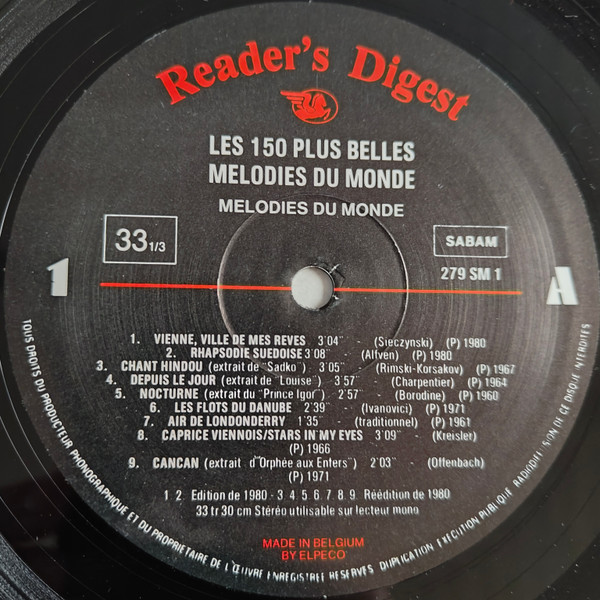 Reader's Digest
LES 150 PLUS BELLES
MELODIES DU MONDE
MELODIES DU MONDE
33 1/3
SABAM
279 SM 1
1
A
1. VIENNE, VILLE DE MES REVES 3'04" - (Sieczynski) (P) 1980
2. RHAPSODIE SUEDOISE 3'08" - (Alfven) (P) 1980
3. CHANT HINDOU (extrait de "Sadko") 3'05" - (Rimski-Korsakov) (P) 1967
4. DEPUIS LE JOUR (extrait de "Louise") 3'57" - (Charpentier) (P) 1964
5. NOCTURNE (extrait du "Prince Igor") 2'57" - (Borodine) (P) 1960
6. LES FLOTS DU DANUBE 2'39" - (Ivanovici) (P) 1971
7. AIR DE LONDONDERRY 1'35" - (traditionnel) (P) 1961
8. CAPRICE VIENNOIS/STARS IN MY EYES 3'09" - (Kreisler)
(P) 1966
9. CANCAN (extrait d'"Orphée aux Enfers") 2'03" - (Offenbach)
(P) 1971
1 2 Edition de 1980 - 3 4 5 6 7 8 9 Réédition de 1980
33 tr 30 cm Stéréo utilisable sur lecteur mono
MADE IN BELGIUM
BY ELPECO
TOUS DROITS DU PRODUCTEUR PHONOGRAPHIQUE ET DU PROPRIETAIRE DE L'ŒUVRE ENREGISTREE RESERVES DUPLICATION EXECUTION PUBLIQUE RADIODIFFUSION DE CE DISQUE INTERDITES